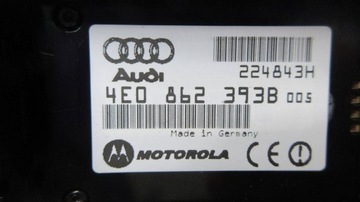 Audi
224843H
4E0 862 393B 005
Made in Germany
M MOTOROLA CE